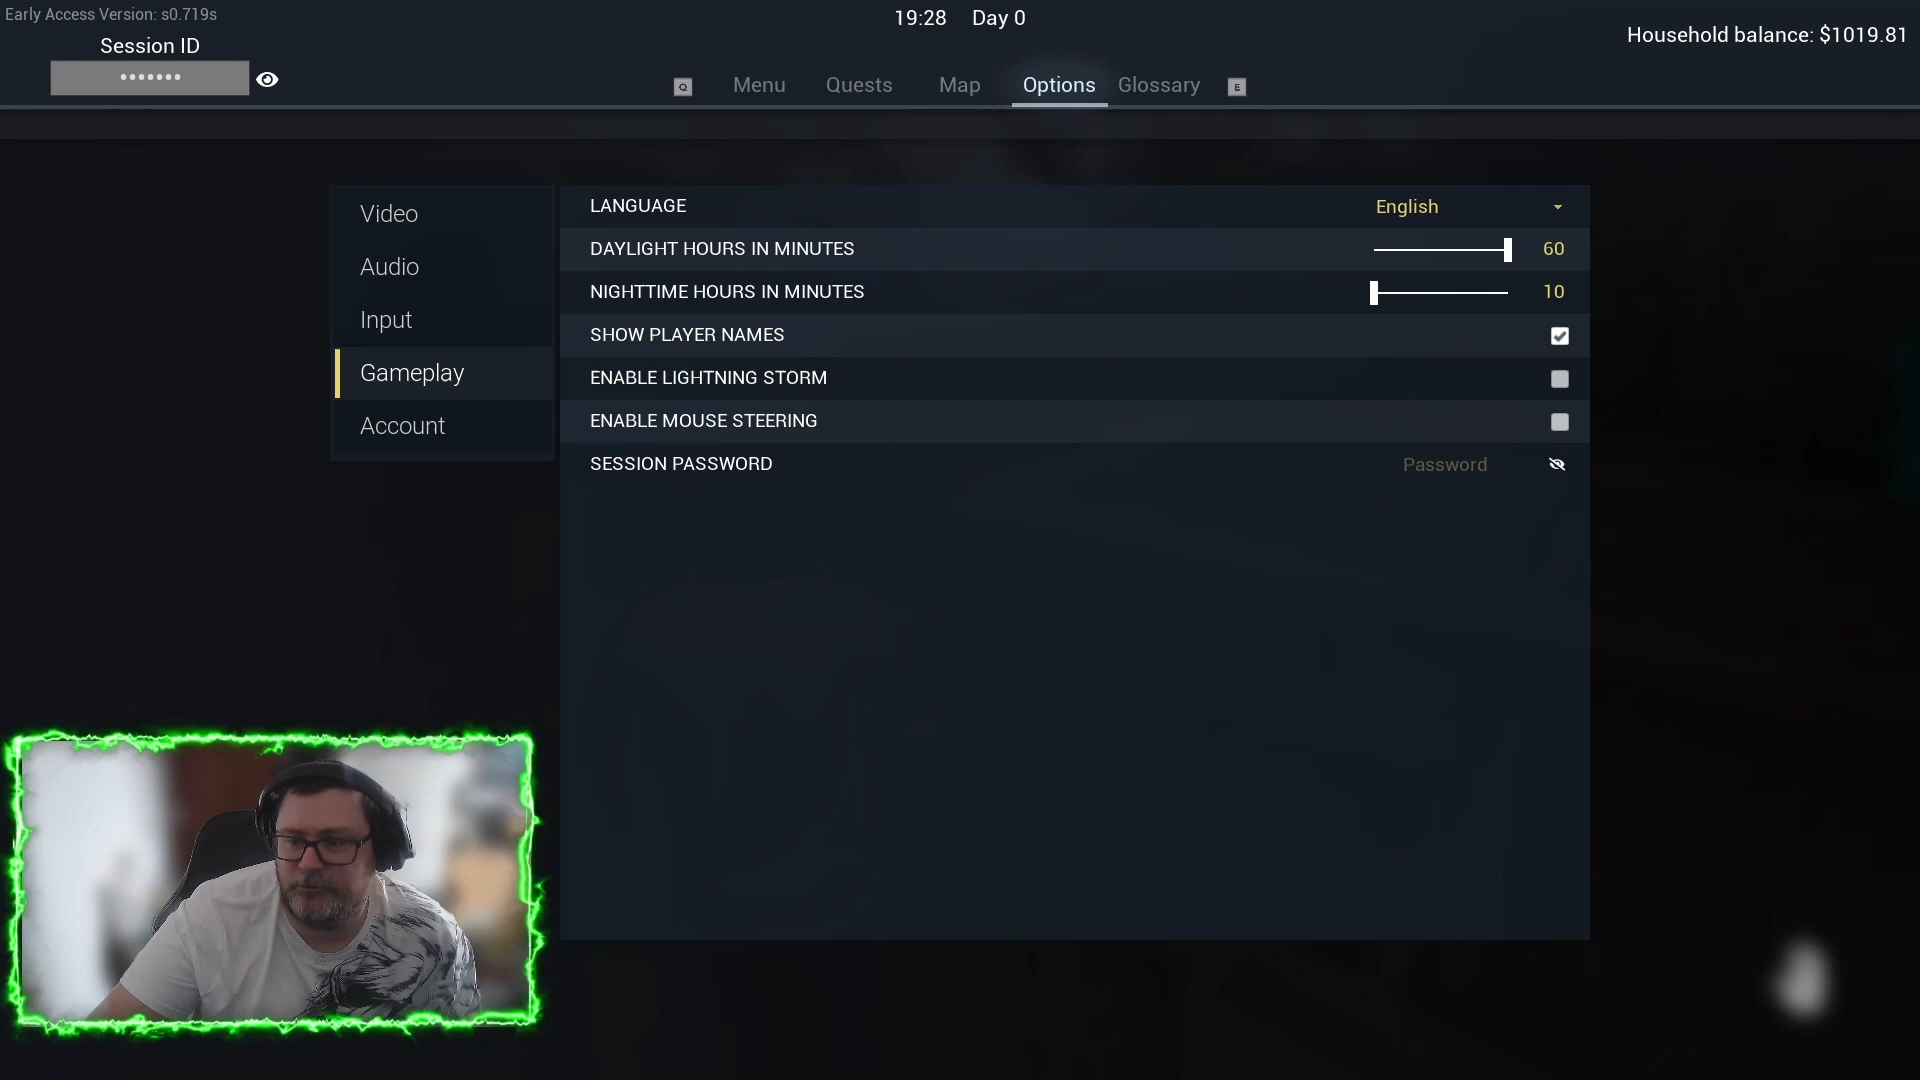 Early Access Version: s0.719s
19:28 Day 0
Household balance: $1019.81
Session ID
•••••••
Q Menu Quests Map Options Glossary E
Video
Audio
Input
Gameplay
Account
LANGUAGE English
DAYLIGHT HOURS IN MINUTES 60
NIGHTTIME HOURS IN MINUTES 10
SHOW PLAYER NAMES
ENABLE LIGHTNING STORM
ENABLE MOUSE STEERING
SESSION PASSWORD Password